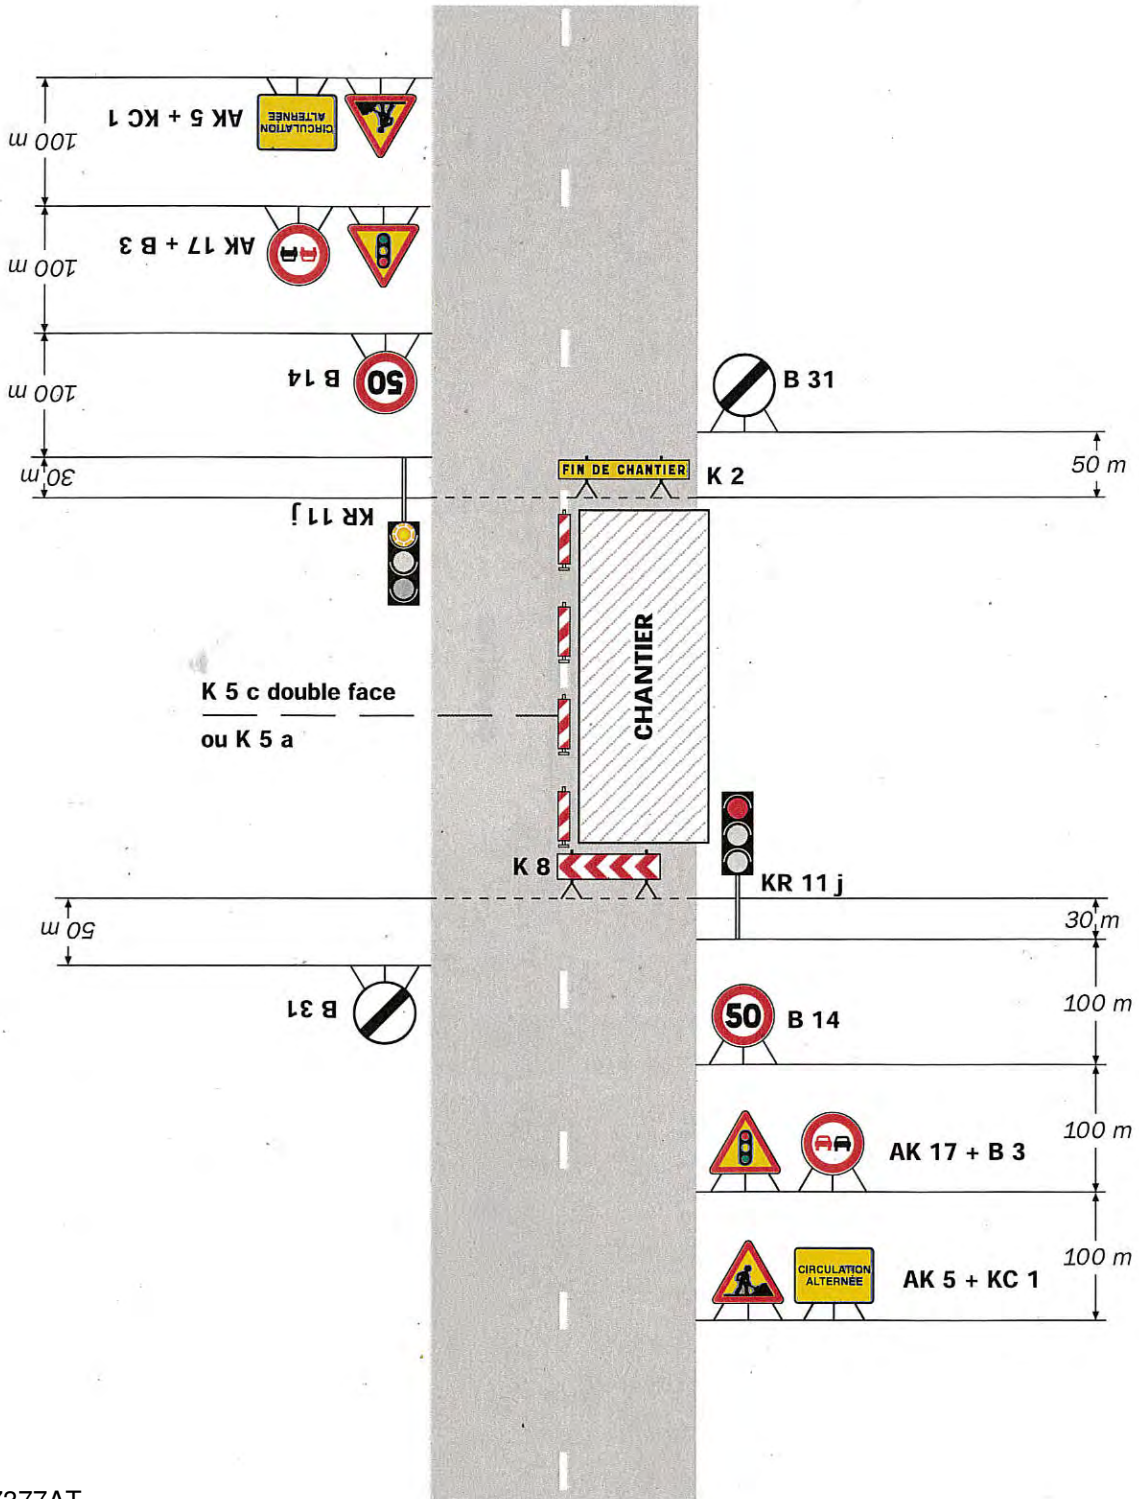 AK 5 + KC 1
CIRCULATION
ALTERNÉE
100 m
AK 17 + B 3
100 m
B 14
50
100 m
30 m
KR 11 j
B 31
50 m
FIN DE CHANTIER
K 2
CHANTIER
K 5 c double face
ou K 5 a
K 8
KR 11 j
50 m
30 m
B 31
50
B 14
100 m
AK 17 + B 3
100 m
CIRCULATION
ALTERNÉE
AK 5 + KC 1
100 m